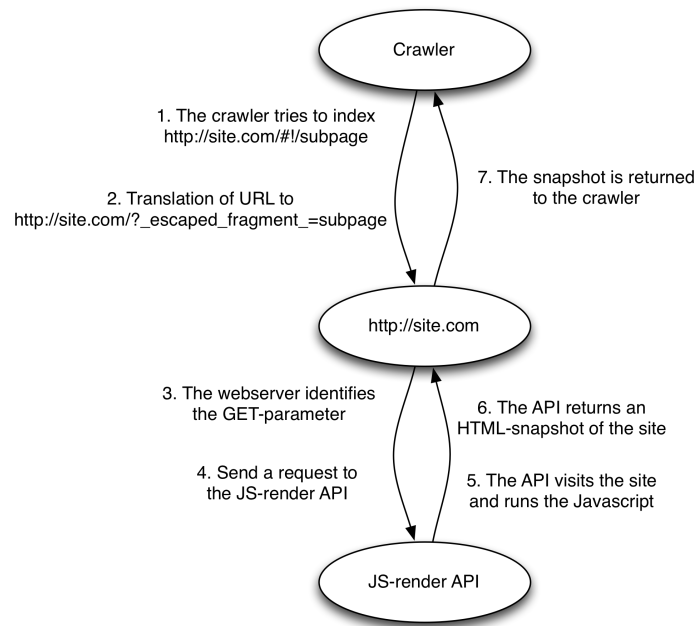 Crawler
1. The crawler tries to index
http://site.com/#!/subpage
2. Translation of URL to
http://site.com/?_escaped_fragment_=subpage
7. The snapshot is returned
to the crawler
http://site.com
3. The webserver identifies
the GET-parameter
4. Send a request to
the JS-render API
6. The API returns an
HTML-snapshot of the site
5. The API visits the site
and runs the Javascript
JS-render API